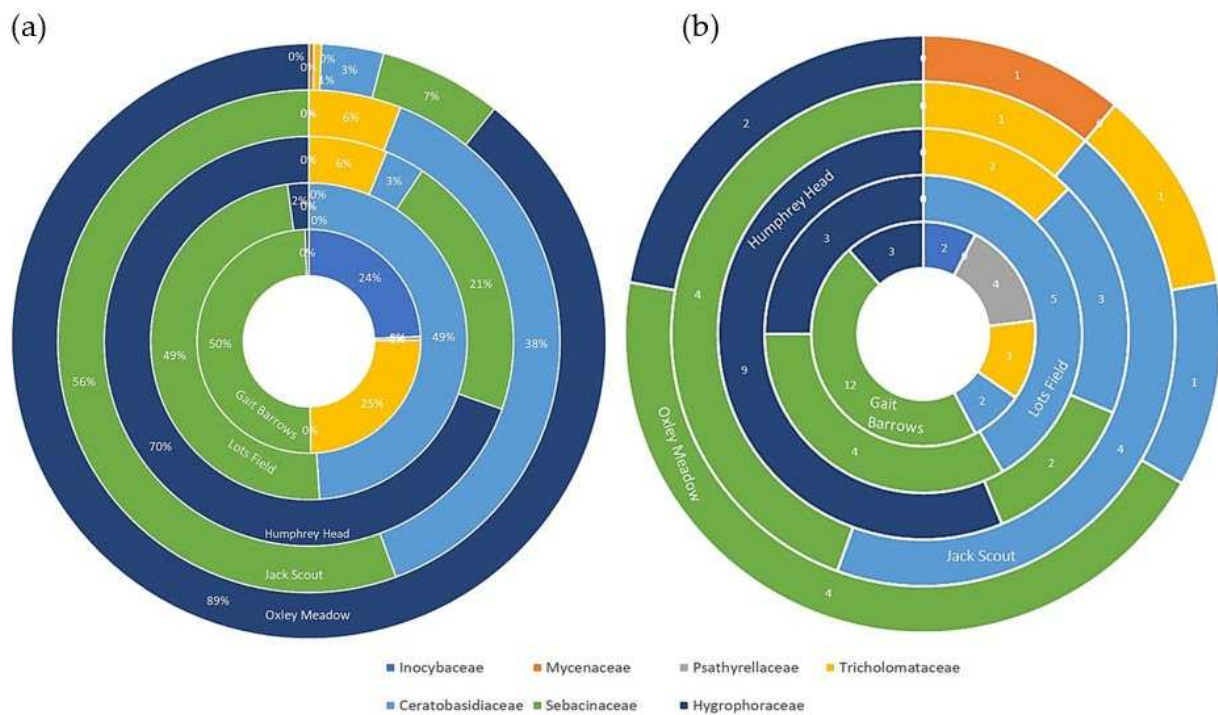 (a)
(b)
0%
0%
0%
1%
3%
7%
0%
6%
0%
6%
3%
2%
0%
0%
0%
0%
24%
21%
50%
49%
49%
38%
56%
25%
0%
70%
Gait Barrows
Lots Field
Humphrey Head
Jack Scout
89%
Oxley Meadow
1
2
1
2
1
4
Humphrey Head
3
3
2
4
5
3
1
9
12
3
2
Lots Field
Gait
Barrows
4
2
4
Oxley Meadow
Jack Scout
4
Inocybaceae
Mycenaceae
Psathyrellaceae
Tricholomataceae
Ceratobasidiaceae
Sebacinaceae
Hygrophoraceae